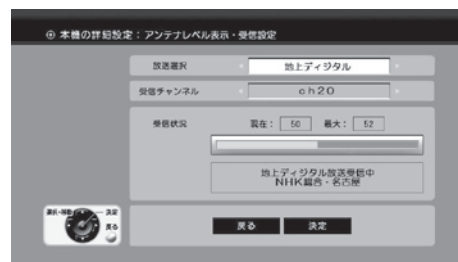 本機の詳細設定：アンテナレベル表示・受信設定
放送選択 地上ディジタル
受信チャンネル ch20
受信状況 現在： 50 最大： 52
地上ディジタル放送受信中
NHK総合・名古屋
選択・移動 決定
戻る
戻る 決定